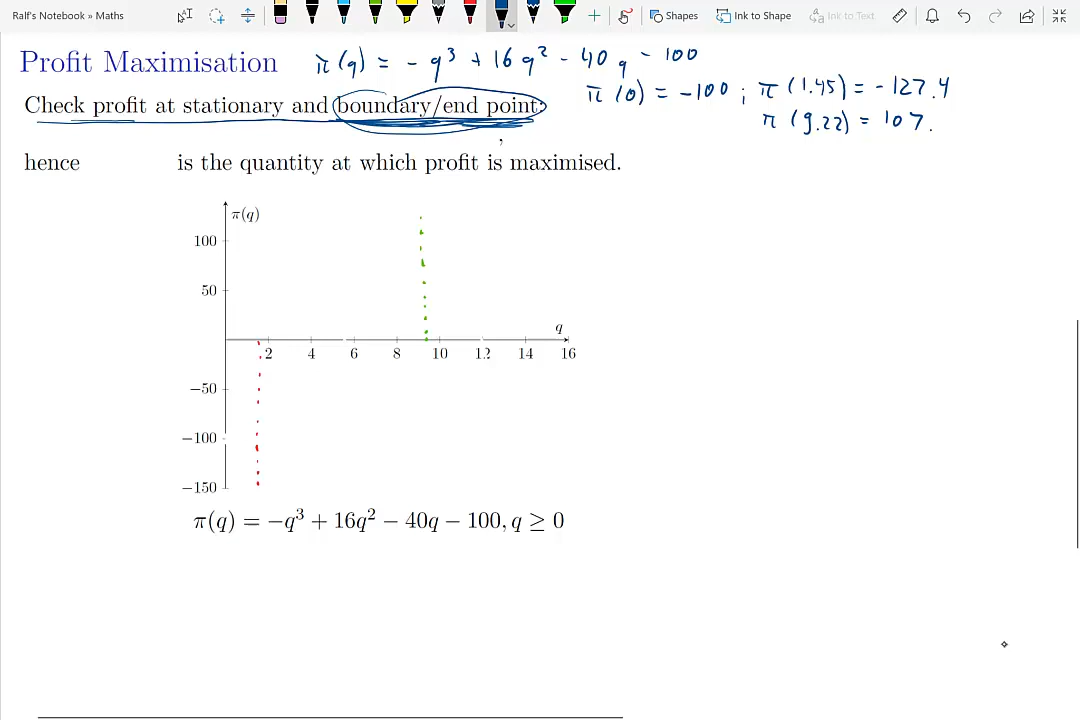 Ralf's Notebook » Maths
Shapes
Ink to Shape
Ink to Text
Profit Maximisation
π(q) = - q³ + 16 q² - 40 q - 100
Check profit at stationary and boundary/end point:
π(0) = -100 ; π(1.45) = -127.4
π(9.22) = 107.
hence is the quantity at which profit is maximised.
π(q)
100
50
q
2 4 6 8 10 12 14 16
−50
−100
−150
π(q) = −q³ + 16q² − 40q − 100, q ≥ 0